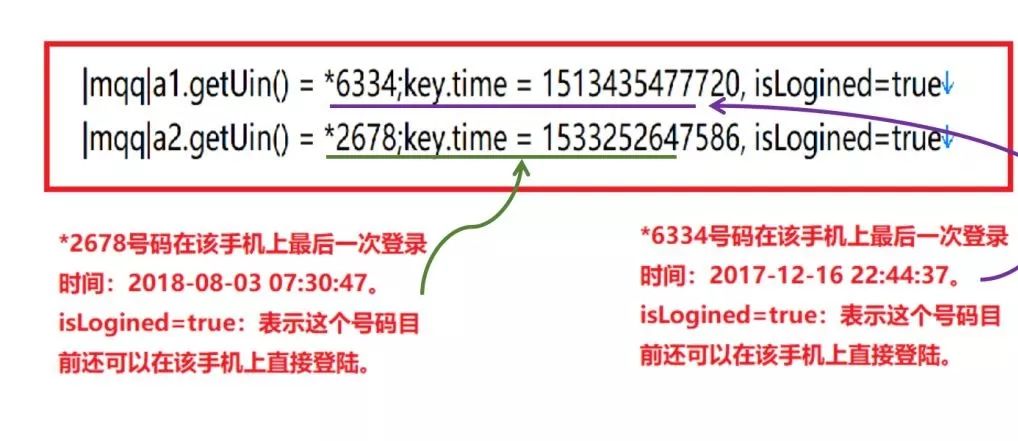 |mqq|a1.getUin() = *6334;key.time = 1513435477720, isLogined=true↓
|mqq|a2.getUin() = *2678;key.time = 1533252647586, isLogined=true↓
*2678号码在该手机上最后一次登录
时间：2018-08-03 07:30:47。
isLogined=true：表示这个号码目
前还可以在该手机上直接登陆。
*6334号码在该手机上最后一次登录
时间：2017-12-16 22:44:37。
isLogined=true：表示这个号码目
前还可以在该手机上直接登陆。